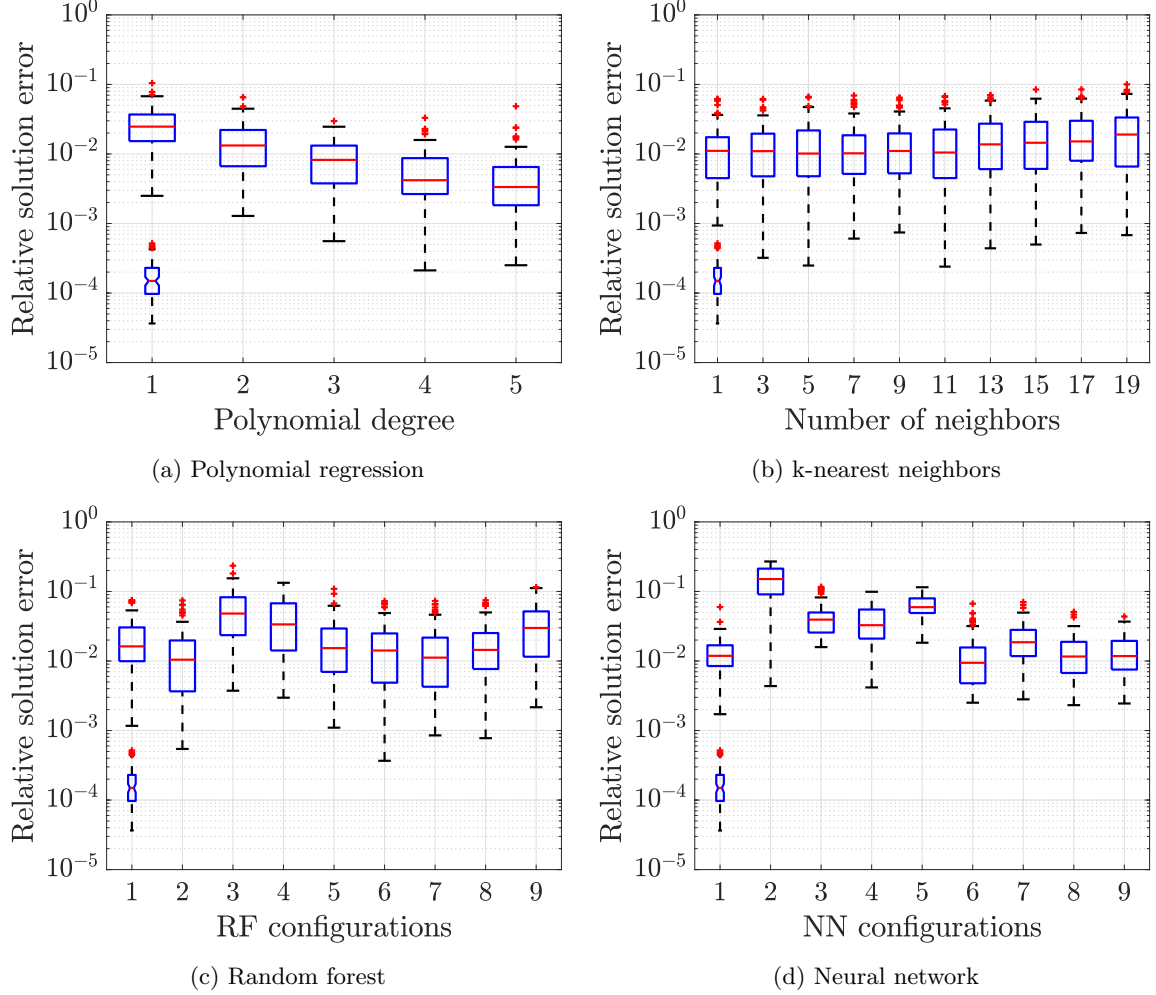 10^0
10^-1
10^-2
10^-3
10^-4
10^-5
Relative solution error
1 2 3 4 5
Polynomial degree
(a) Polynomial regression
10^0
10^-1
10^-2
10^-3
10^-4
10^-5
Relative solution error
1 3 5 7 9 11 13 15 17 19
Number of neighbors
(b) k-nearest neighbors
10^0
10^-1
10^-2
10^-3
10^-4
10^-5
Relative solution error
1 2 3 4 5 6 7 8 9
RF configurations
(c) Random forest
10^0
10^-1
10^-2
10^-3
10^-4
10^-5
Relative solution error
1 2 3 4 5 6 7 8 9
NN configurations
(d) Neural network